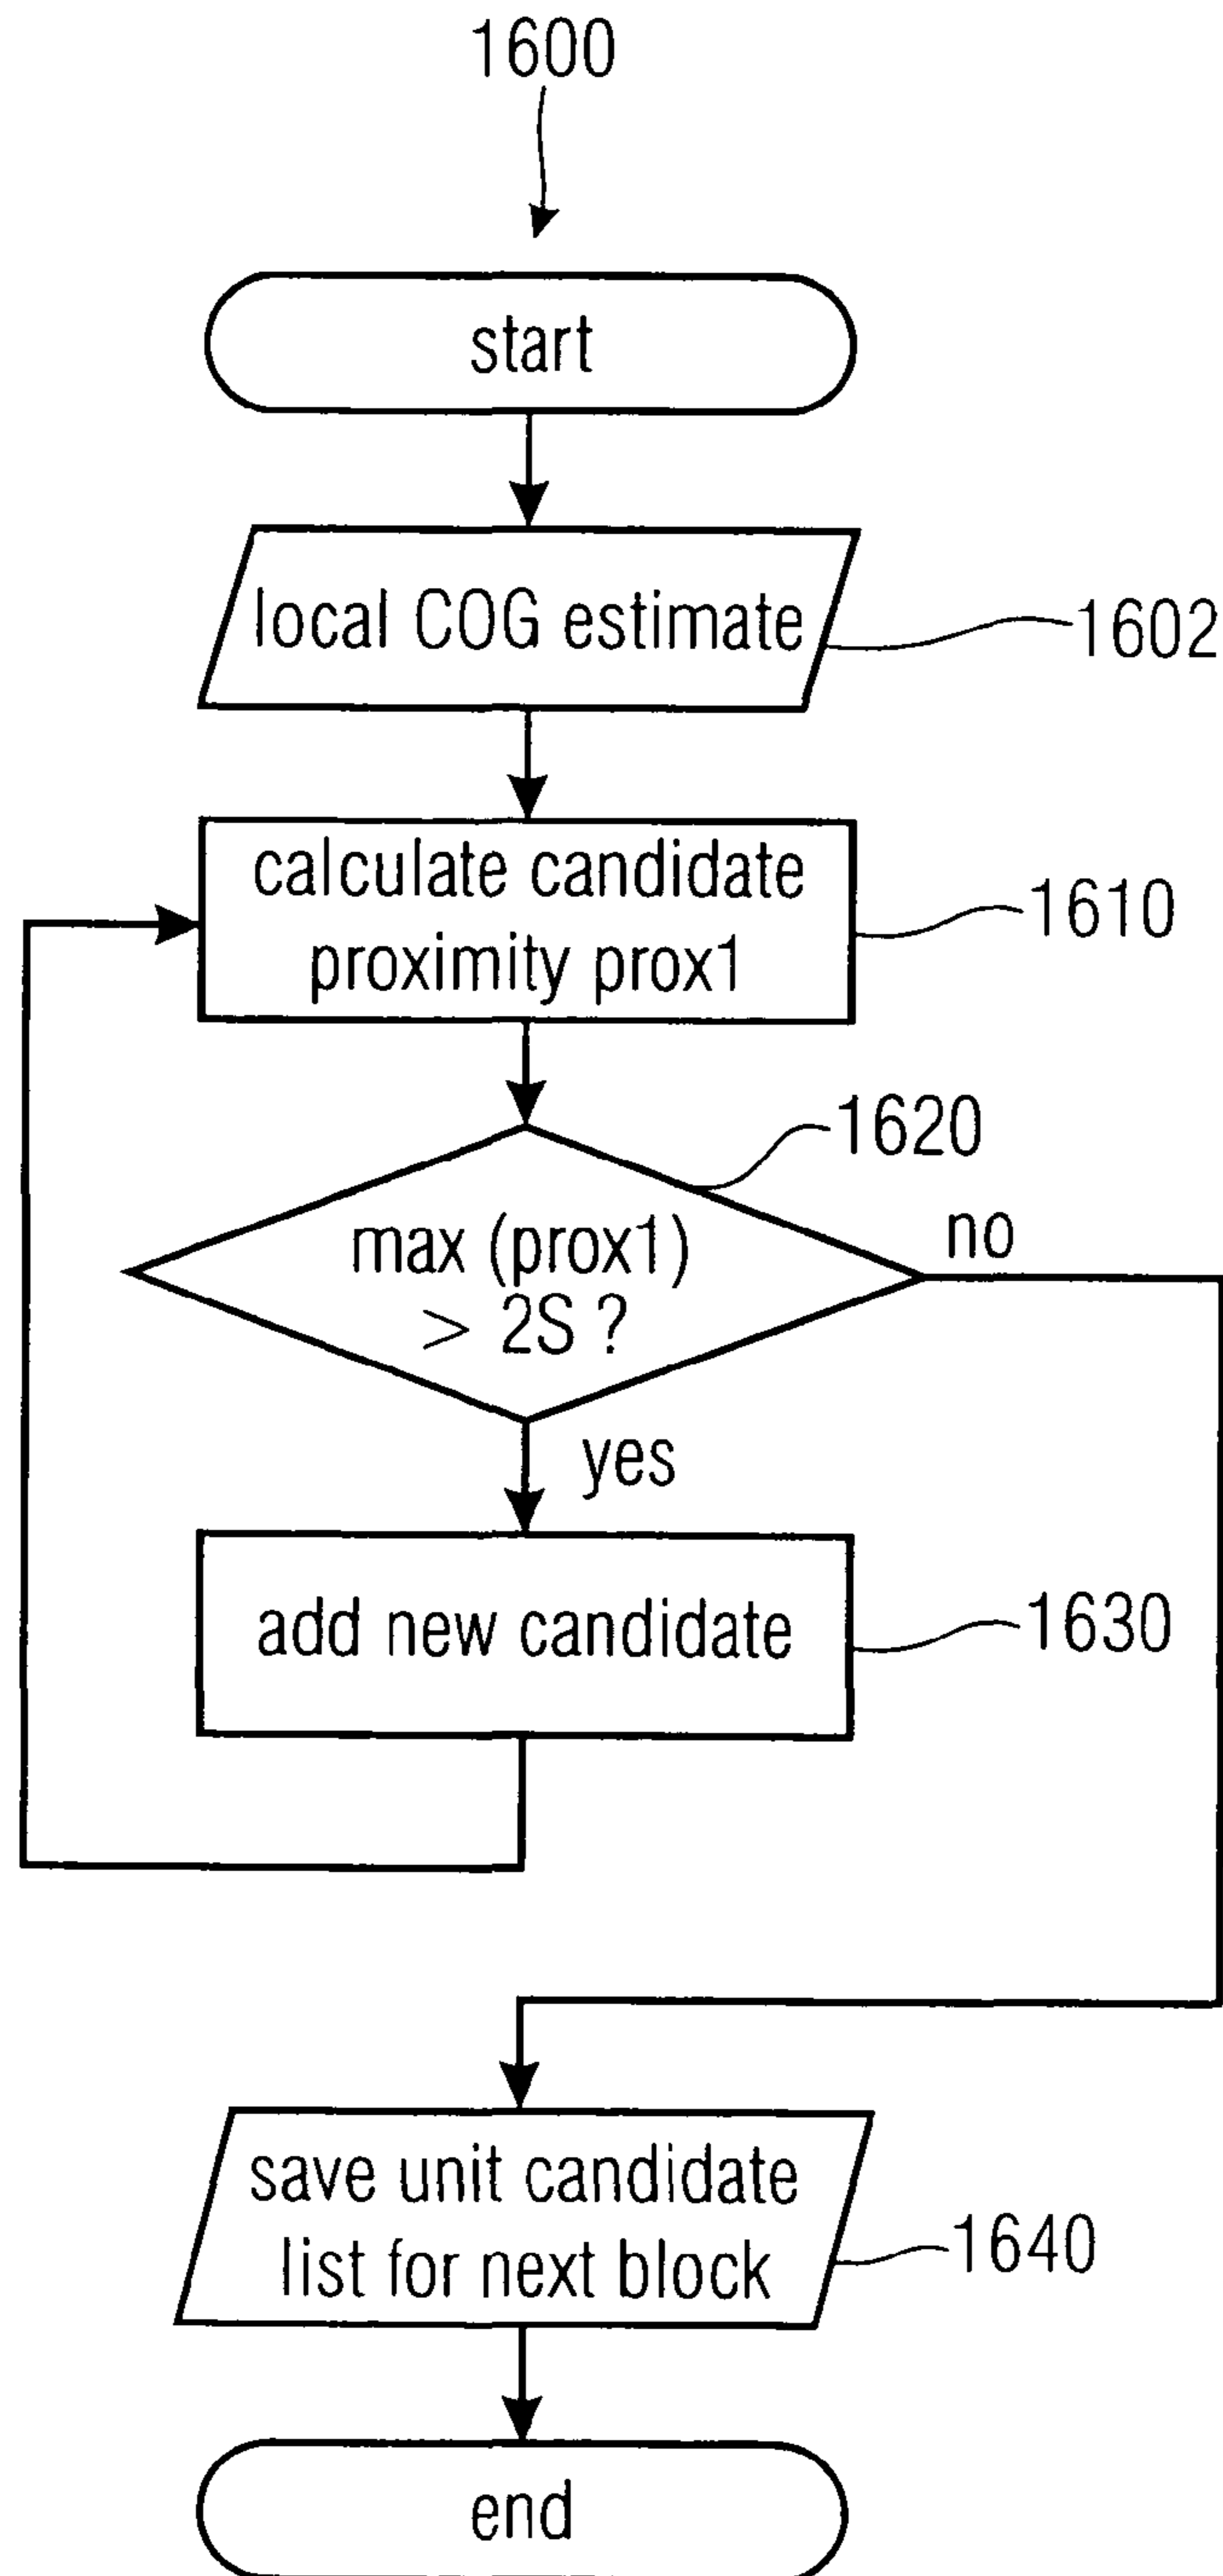 1600
start
local COG estimate
1602
calculate candidate
proximity prox1
1610
1620
max (prox1)
> 2S ?
no
yes
add new candidate
1630
save unit candidate
list for next block
1640
end